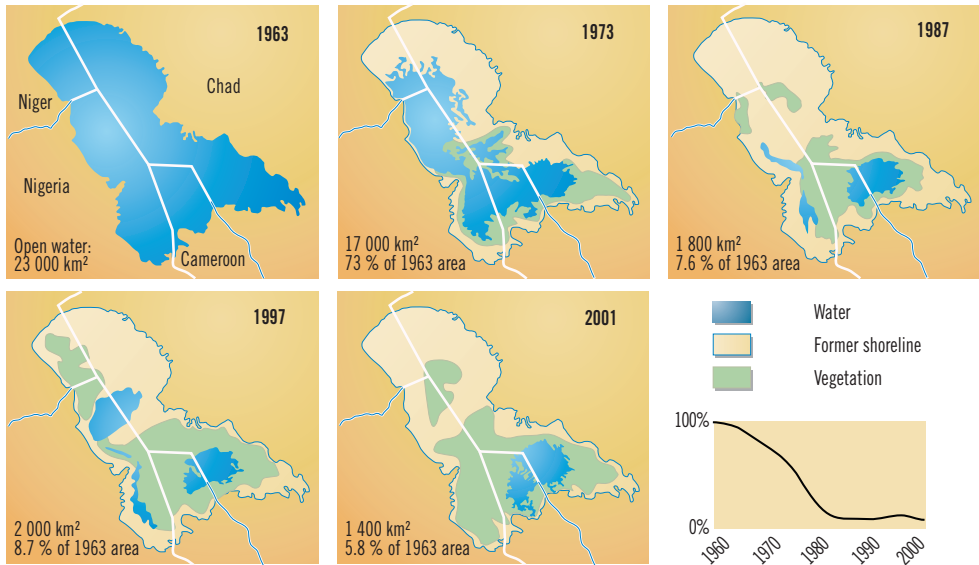 1963
Chad
Niger
Nigeria
Open water:
23 000 km²
Cameroon
1973
17 000 km²
73 % of 1963 area
1987
1 800 km²
7.6 % of 1963 area
1997
2 000 km²
8.7 % of 1963 area
2001
1 400 km²
5.8 % of 1963 area
Water
Former shoreline
Vegetation
100%
0%
1960
1970
1980
1990
2000